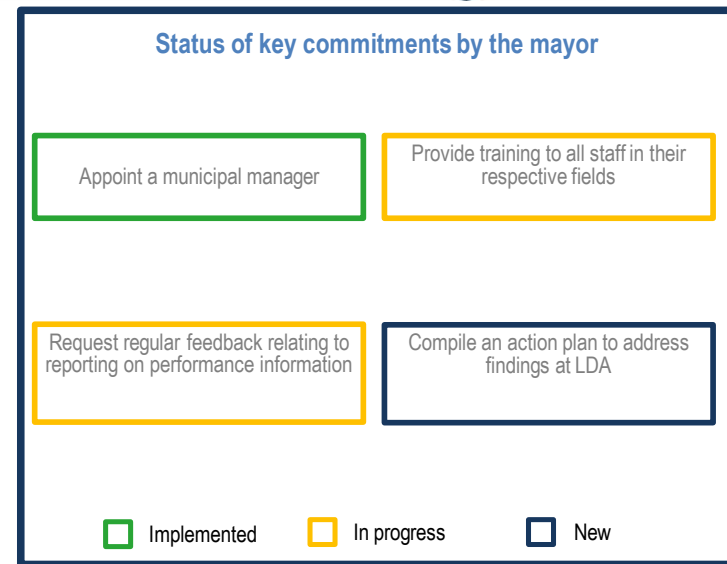 Status of key commitments by the mayor
Appoint a municipal manager
Provide training to all staff in their
respective fields
Request regular feedback relating to
reporting on performance information
Compile an action plan to address
findings at LDA
Implemented
In progress
New